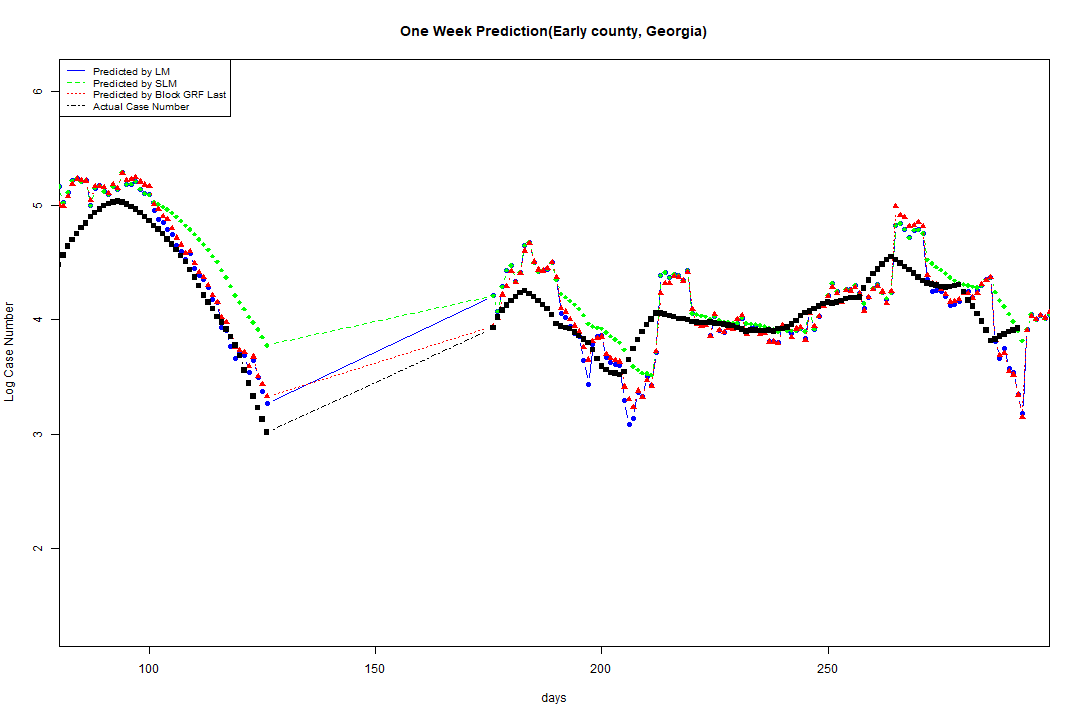 One Week Prediction(Early county, Georgia)
Predicted by LM
Predicted by SLM
Predicted by Block GRF Last
Actual Case Number
6
5
4
3
2
Log Case Number
100
150
200
250
days